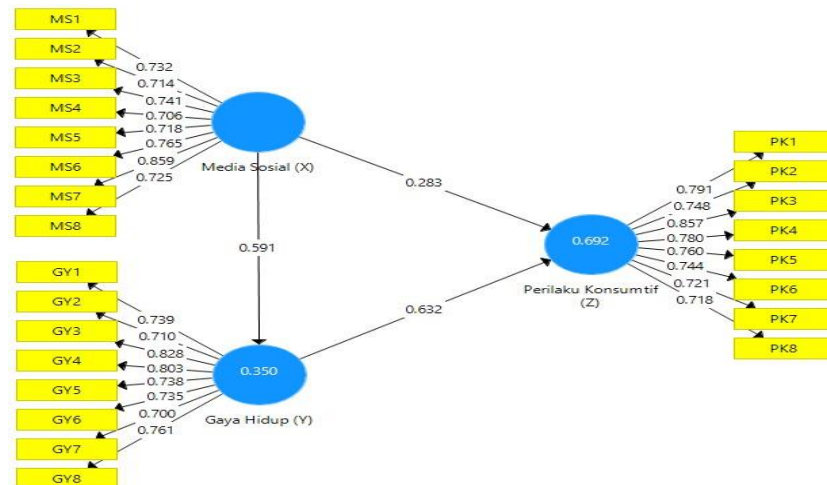 MS1
MS2
MS3
MS4
MS5
MS6
MS7
MS8
0.732
0.714
0.741
0.706
0.718
0.765
0.859
0.725
Media Sosial (X)
0.283
0.591
GY1
GY2
GY3
GY4
GY5
GY6
GY7
GY8
0.739
0.710
0.828
0.803
0.738
0.735
0.700
0.761
0.350
Gaya Hidup (Y)
0.632
0.692
Perilaku Konsumtif
(Z)
0.791
0.748
0.857
0.780
0.760
0.744
0.721
0.718
PK1
PK2
PK3
PK4
PK5
PK6
PK7
PK8